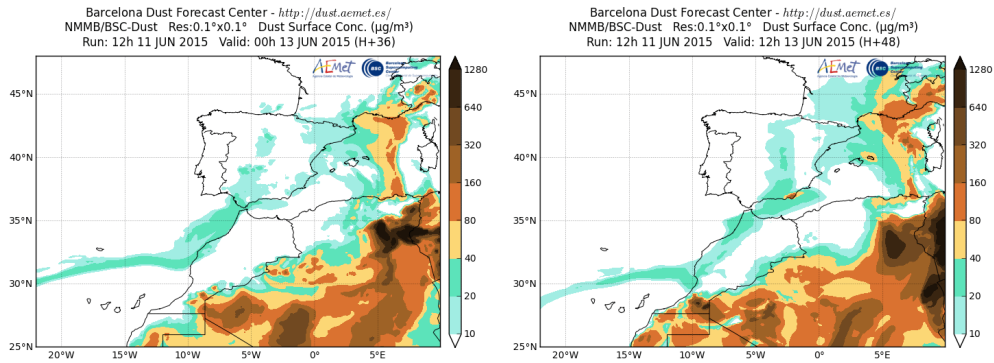 Barcelona Dust Forecast Center - http://dust.aemet.es/
NMMB/BSC-Dust Res:0.1°x0.1° Dust Surface Conc. (µg/m³)
Run: 12h 11 JUN 2015 Valid: 00h 13 JUN 2015 (H+36)
AEMet
BSC
45°N
40°N
35°N
30°N
25°N
20°W
15°W
10°W
5°W
0°
5°E
1280
640
320
160
80
40
20
10
Barcelona Dust Forecast Center - http://dust.aemet.es/
NMMB/BSC-Dust Res:0.1°x0.1° Dust Surface Conc. (µg/m³)
Run: 12h 11 JUN 2015 Valid: 12h 13 JUN 2015 (H+48)
AEMet
BSC
45°N
40°N
35°N
30°N
25°N
20°W
15°W
10°W
5°W
0°
5°E
1280
640
320
160
80
40
20
10